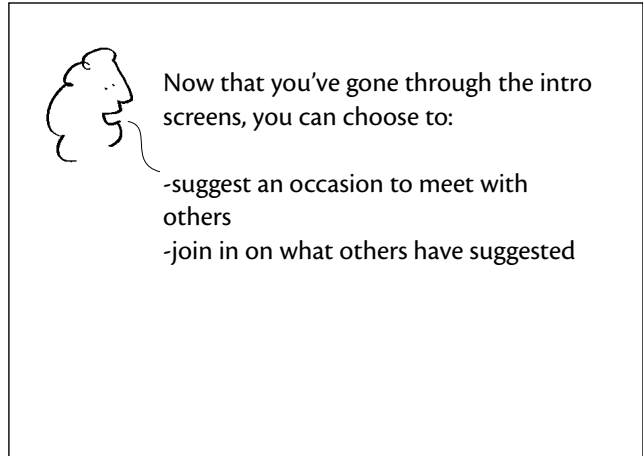 Now that you’ve gone through the intro
screens, you can choose to:
-suggest an occasion to meet with
others
-join in on what others have suggested